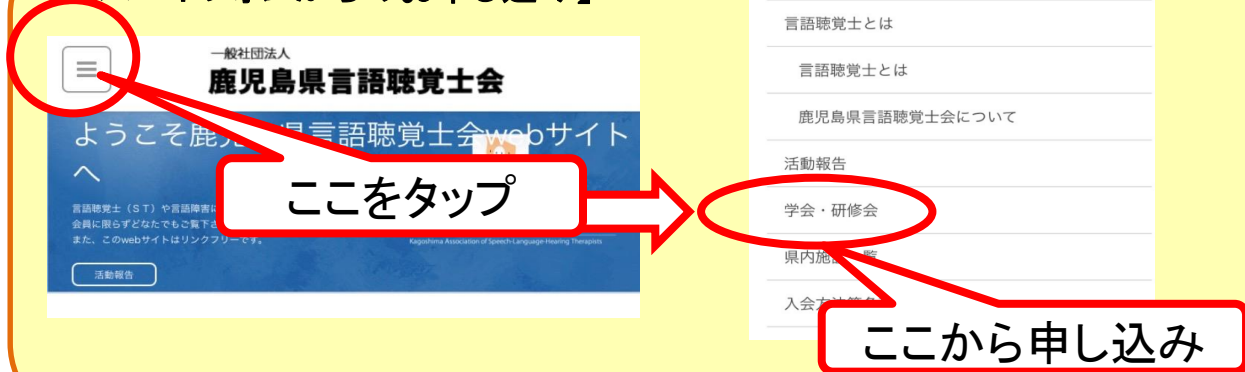 一般社団法人
鹿児島県言語聴覚士会
ようこそ鹿児 県言語聴覚士会webサイト
へ
言語聴覚士(ST)や言語障害に
会員に限らずどなたでもご覧下さ
また、このwebサイトはリンクフリーです。
Kagoshima Association of Speech-Language-Hearing Therapists
活動報告
ここをタップ
言語聴覚士とは
言語聴覚士とは
鹿児島県言語聴覚士会について
活動報告
学会・研修会
県内施 覧
入会方法
ここから申し込み